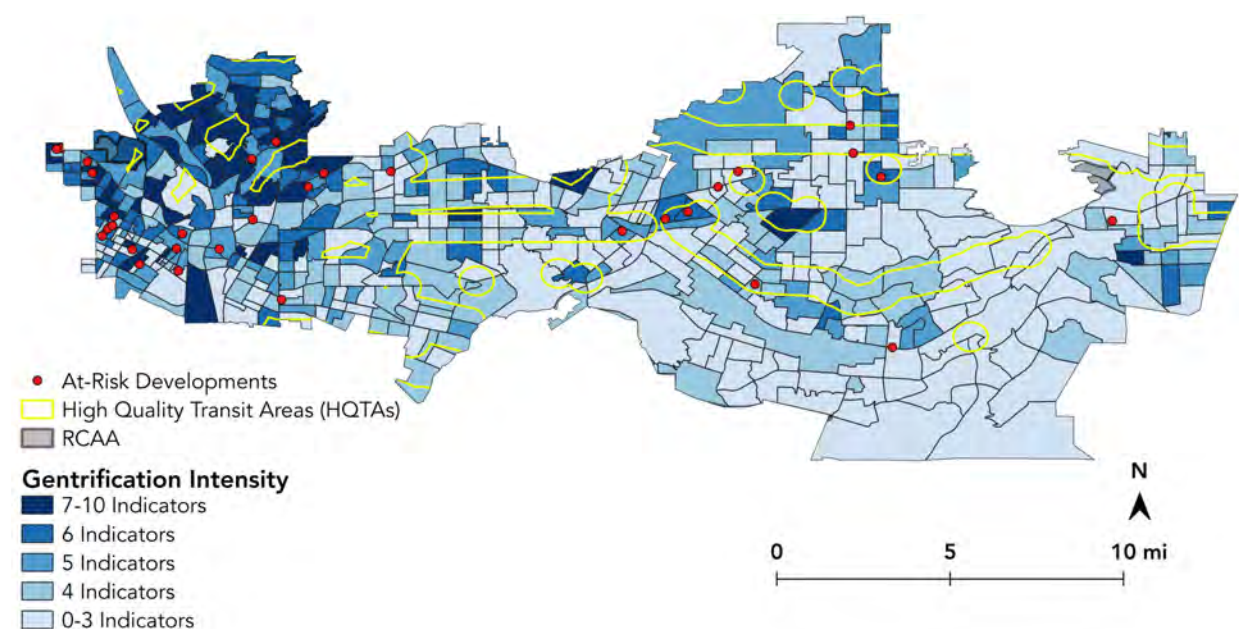 At-Risk Developments
High Quality Transit Areas (HQTAs)
RCAA
Gentrification Intensity
7-10 Indicators
6 Indicators
5 Indicators
4 Indicators
0-3 Indicators
N
0 5 10 mi